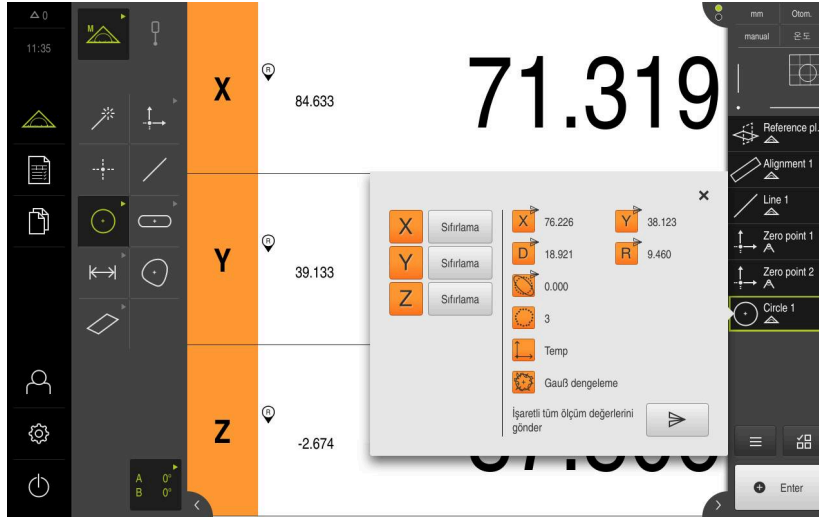 0
11:35
M
A 0°
B 0°
X
R
84.633
71.319
Y
R
39.133
Z
R
-2.674
X Sıfırlama
Y Sıfırlama
Z Sıfırlama
X 76.226 Y 38.123
D 18.921 R 9.460
0.000
3
Temp
Gauß dengeleme
İşaretli tüm ölçüm değerlerini
gönder
mm Otom.
manual 온도
Reference pl.
Alignment 1
Line 1
Zero point 1
Zero point 2
Circle 1
Enter